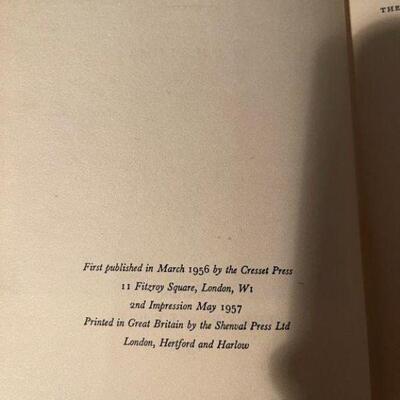 THE
First published in March 1956 by the Cresset Press
11 Fitzroy Square, London, W1
2nd Impression May 1957
Printed in Great Britain by the Shenval Press Ltd
London, Hertford and Harlow